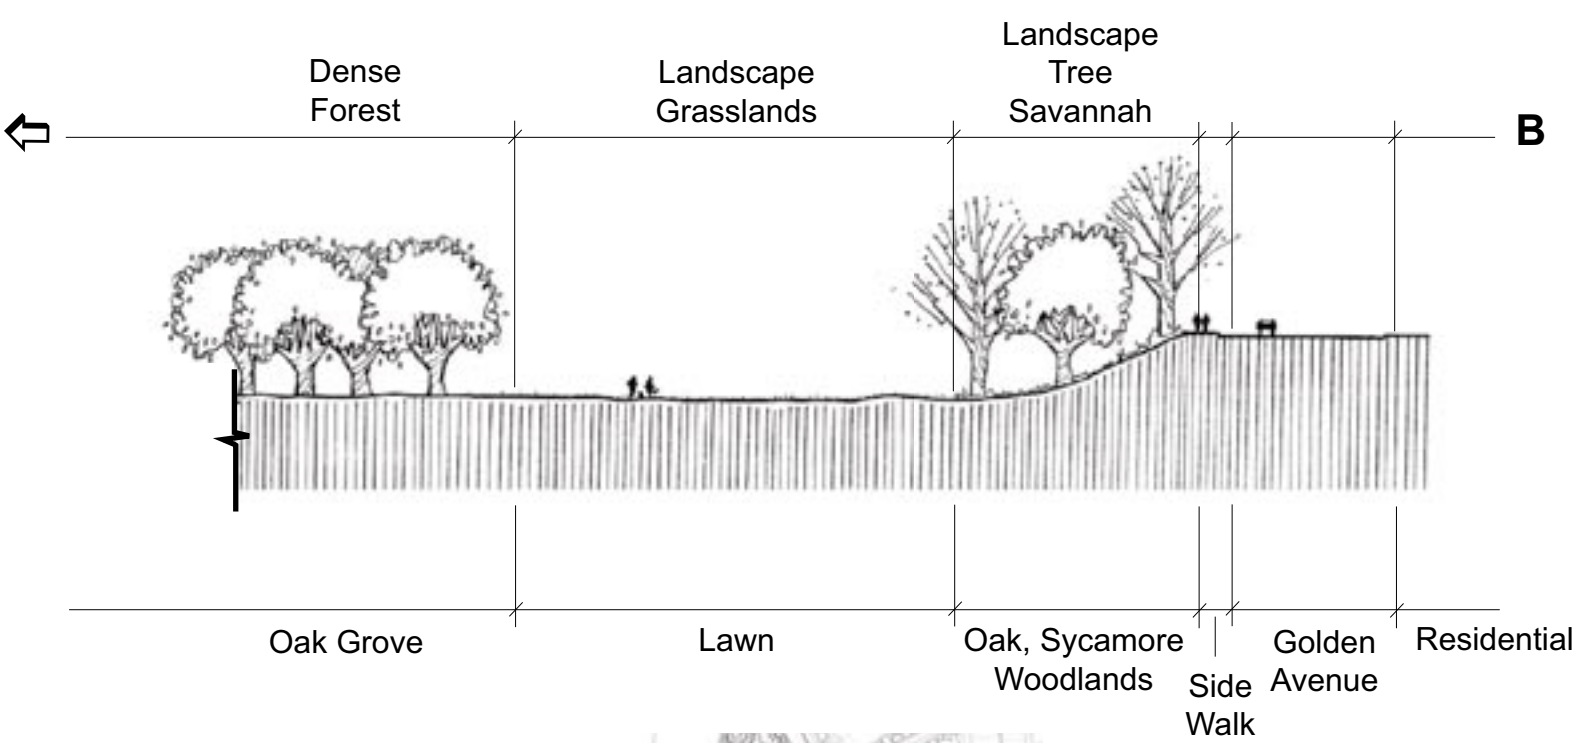 Dense
Forest
Landscape
Grasslands
Landscape
Tree
Savannah
B
Oak Grove
Lawn
Oak, Sycamore
Woodlands
Side
Walk
Golden
Avenue
Residential